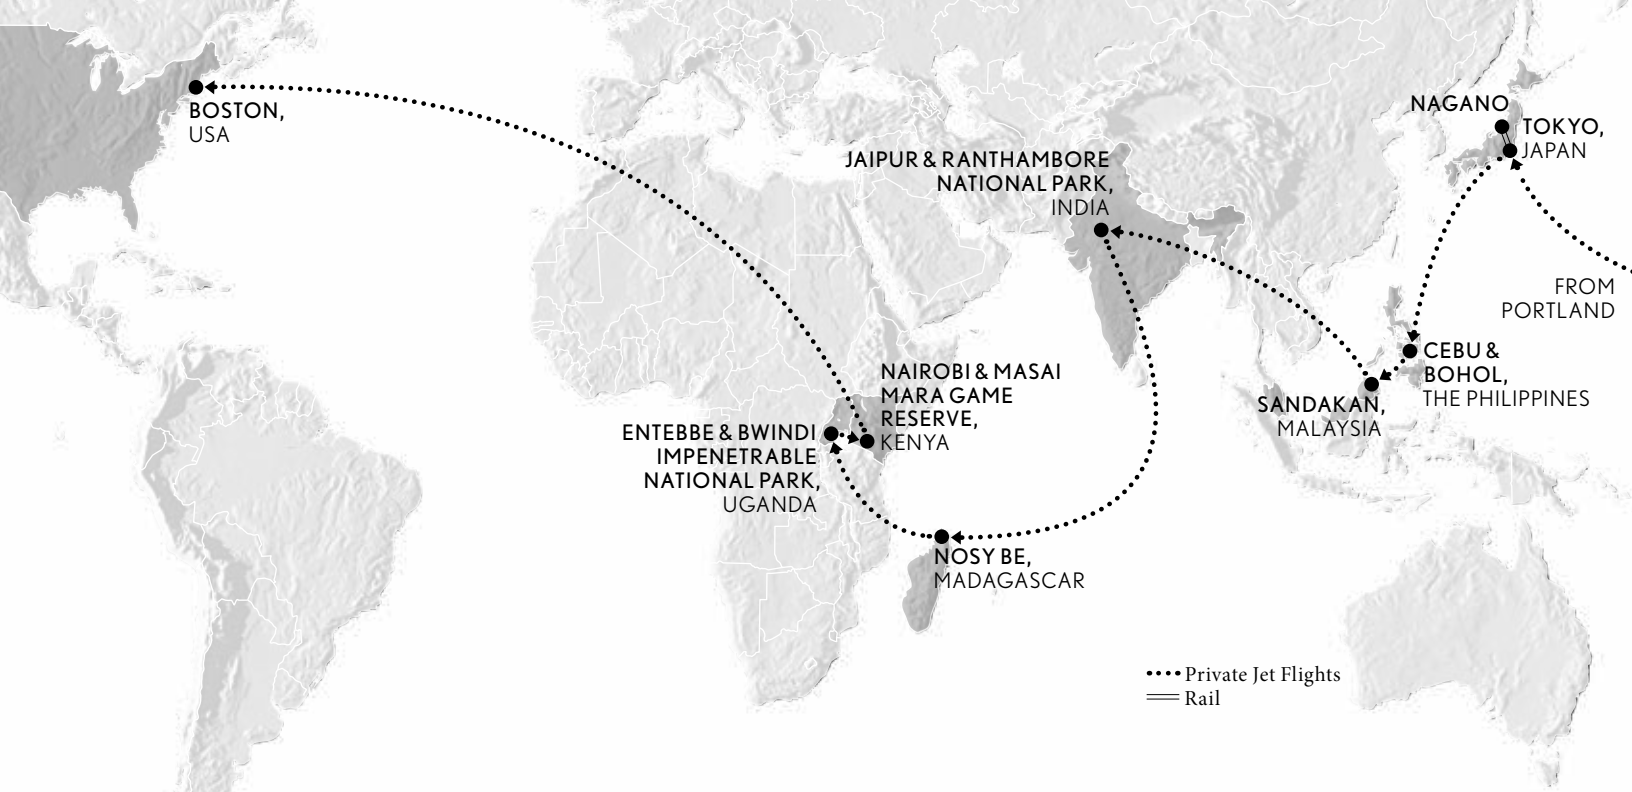 BOSTON,
USA
NAGANO
TOKYO,
JAPAN
JAIPUR & RANTHAMBORE
NATIONAL PARK,
INDIA
FROM
PORTLAND
CEBU &
BOHOL,
THE PHILIPPINES
SANDAKAN,
MALAYSIA
NAIROBI & MASAI
MARA GAME
RESERVE,
KENYA
ENTEBBE & BWINDI
IMPENETRABLE
NATIONAL PARK,
UGANDA
NOSY BE,
MADAGASCAR
Private Jet Flights
Rail